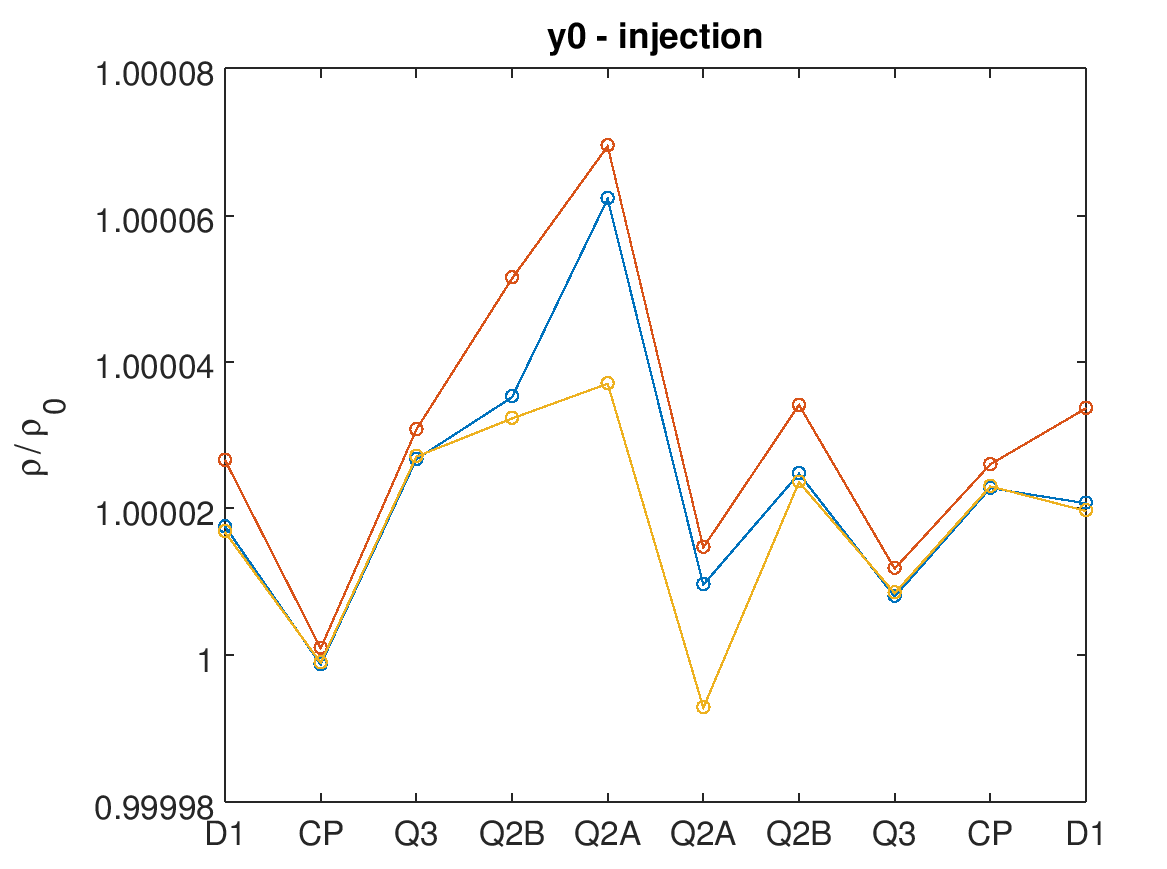 y0 - injection
1.00008
1.00006
1.00004
1.00002
1
0.99998
ρ / ρ0
D1 CP Q3 Q2B Q2A Q2A Q2B Q3 CP D1